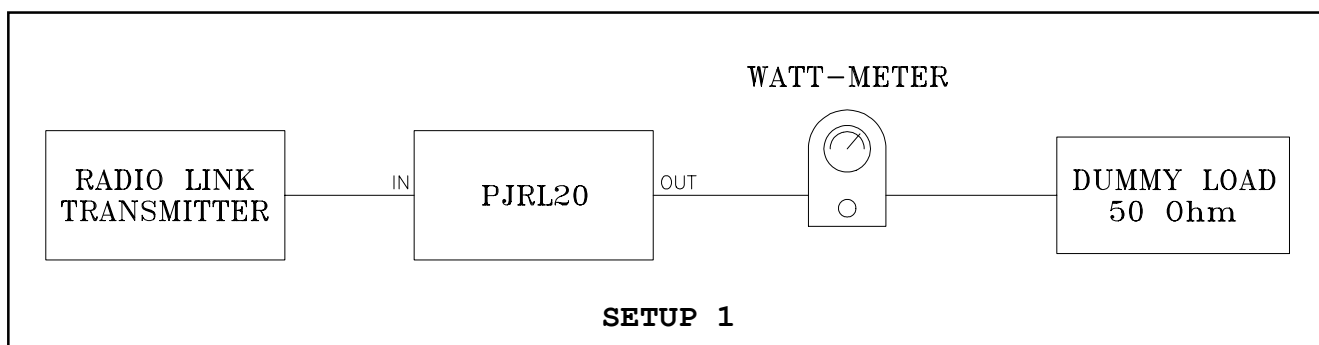 WATT-METER
RADIO LINK
TRANSMITTER
IN
PJRL20
OUT
DUMMY LOAD
50 Ohm
SETUP 1